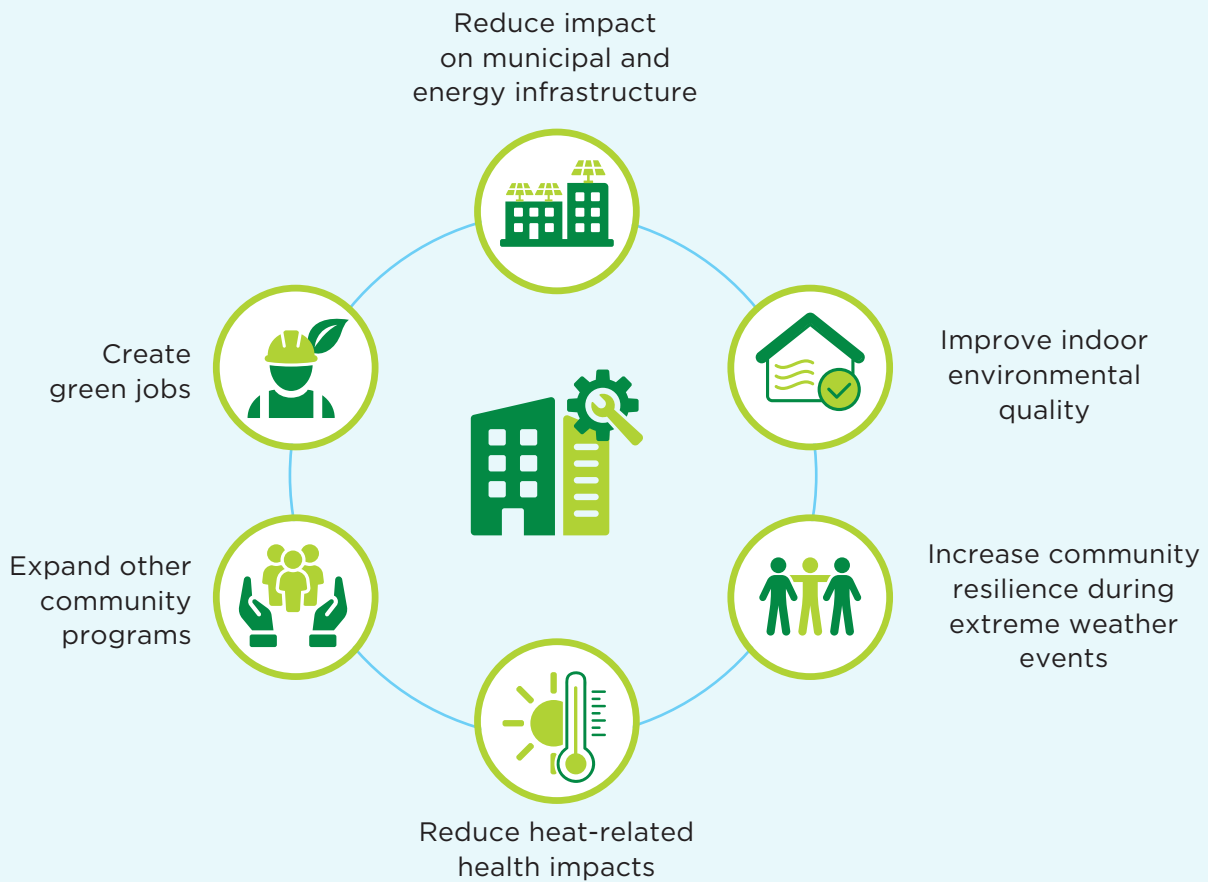 Reduce impact
on municipal and
energy infrastructure
Improve indoor
environmental
quality
Increase community
resilience during
extreme weather
events
Reduce heat-related
health impacts
Expand other
community
programs
Create
green jobs